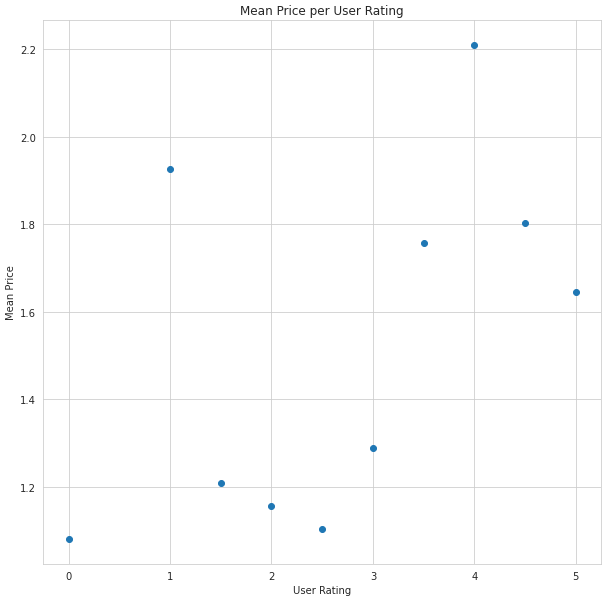 Mean Price per User Rating
2.2
2.0
1.8
1.6
1.4
1.2
Mean Price
0 1 2 3 4 5
User Rating